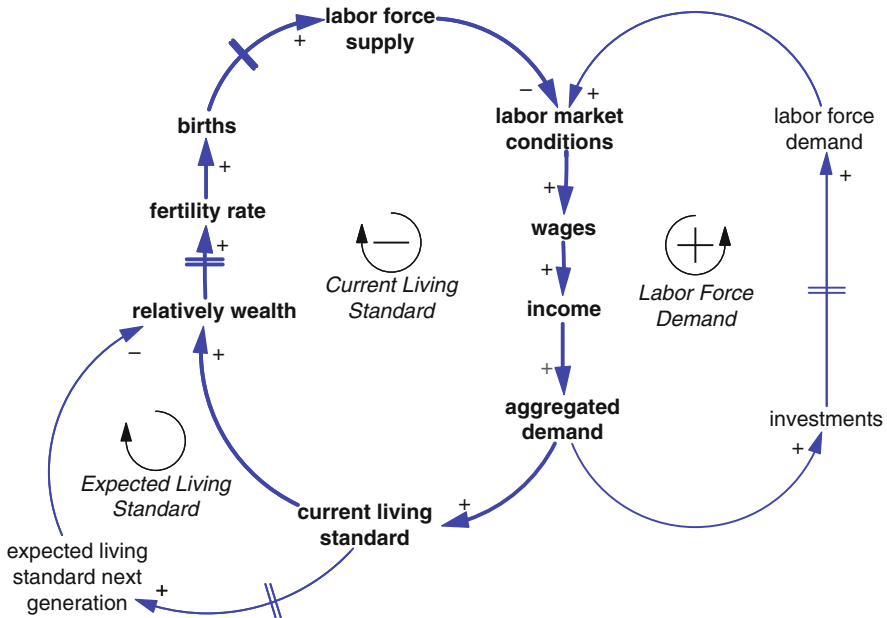 labor force
supply
+
–
+
labor market
conditions
labor force
demand
births
+
+
+
fertility rate
wages
+
+
Current Living
Standard
Labor Force
Demand
relatively wealth
income
–
+
+
aggregated
demand
investments
+
Expected Living
Standard
+
current living
standard
expected living
standard next
generation
+